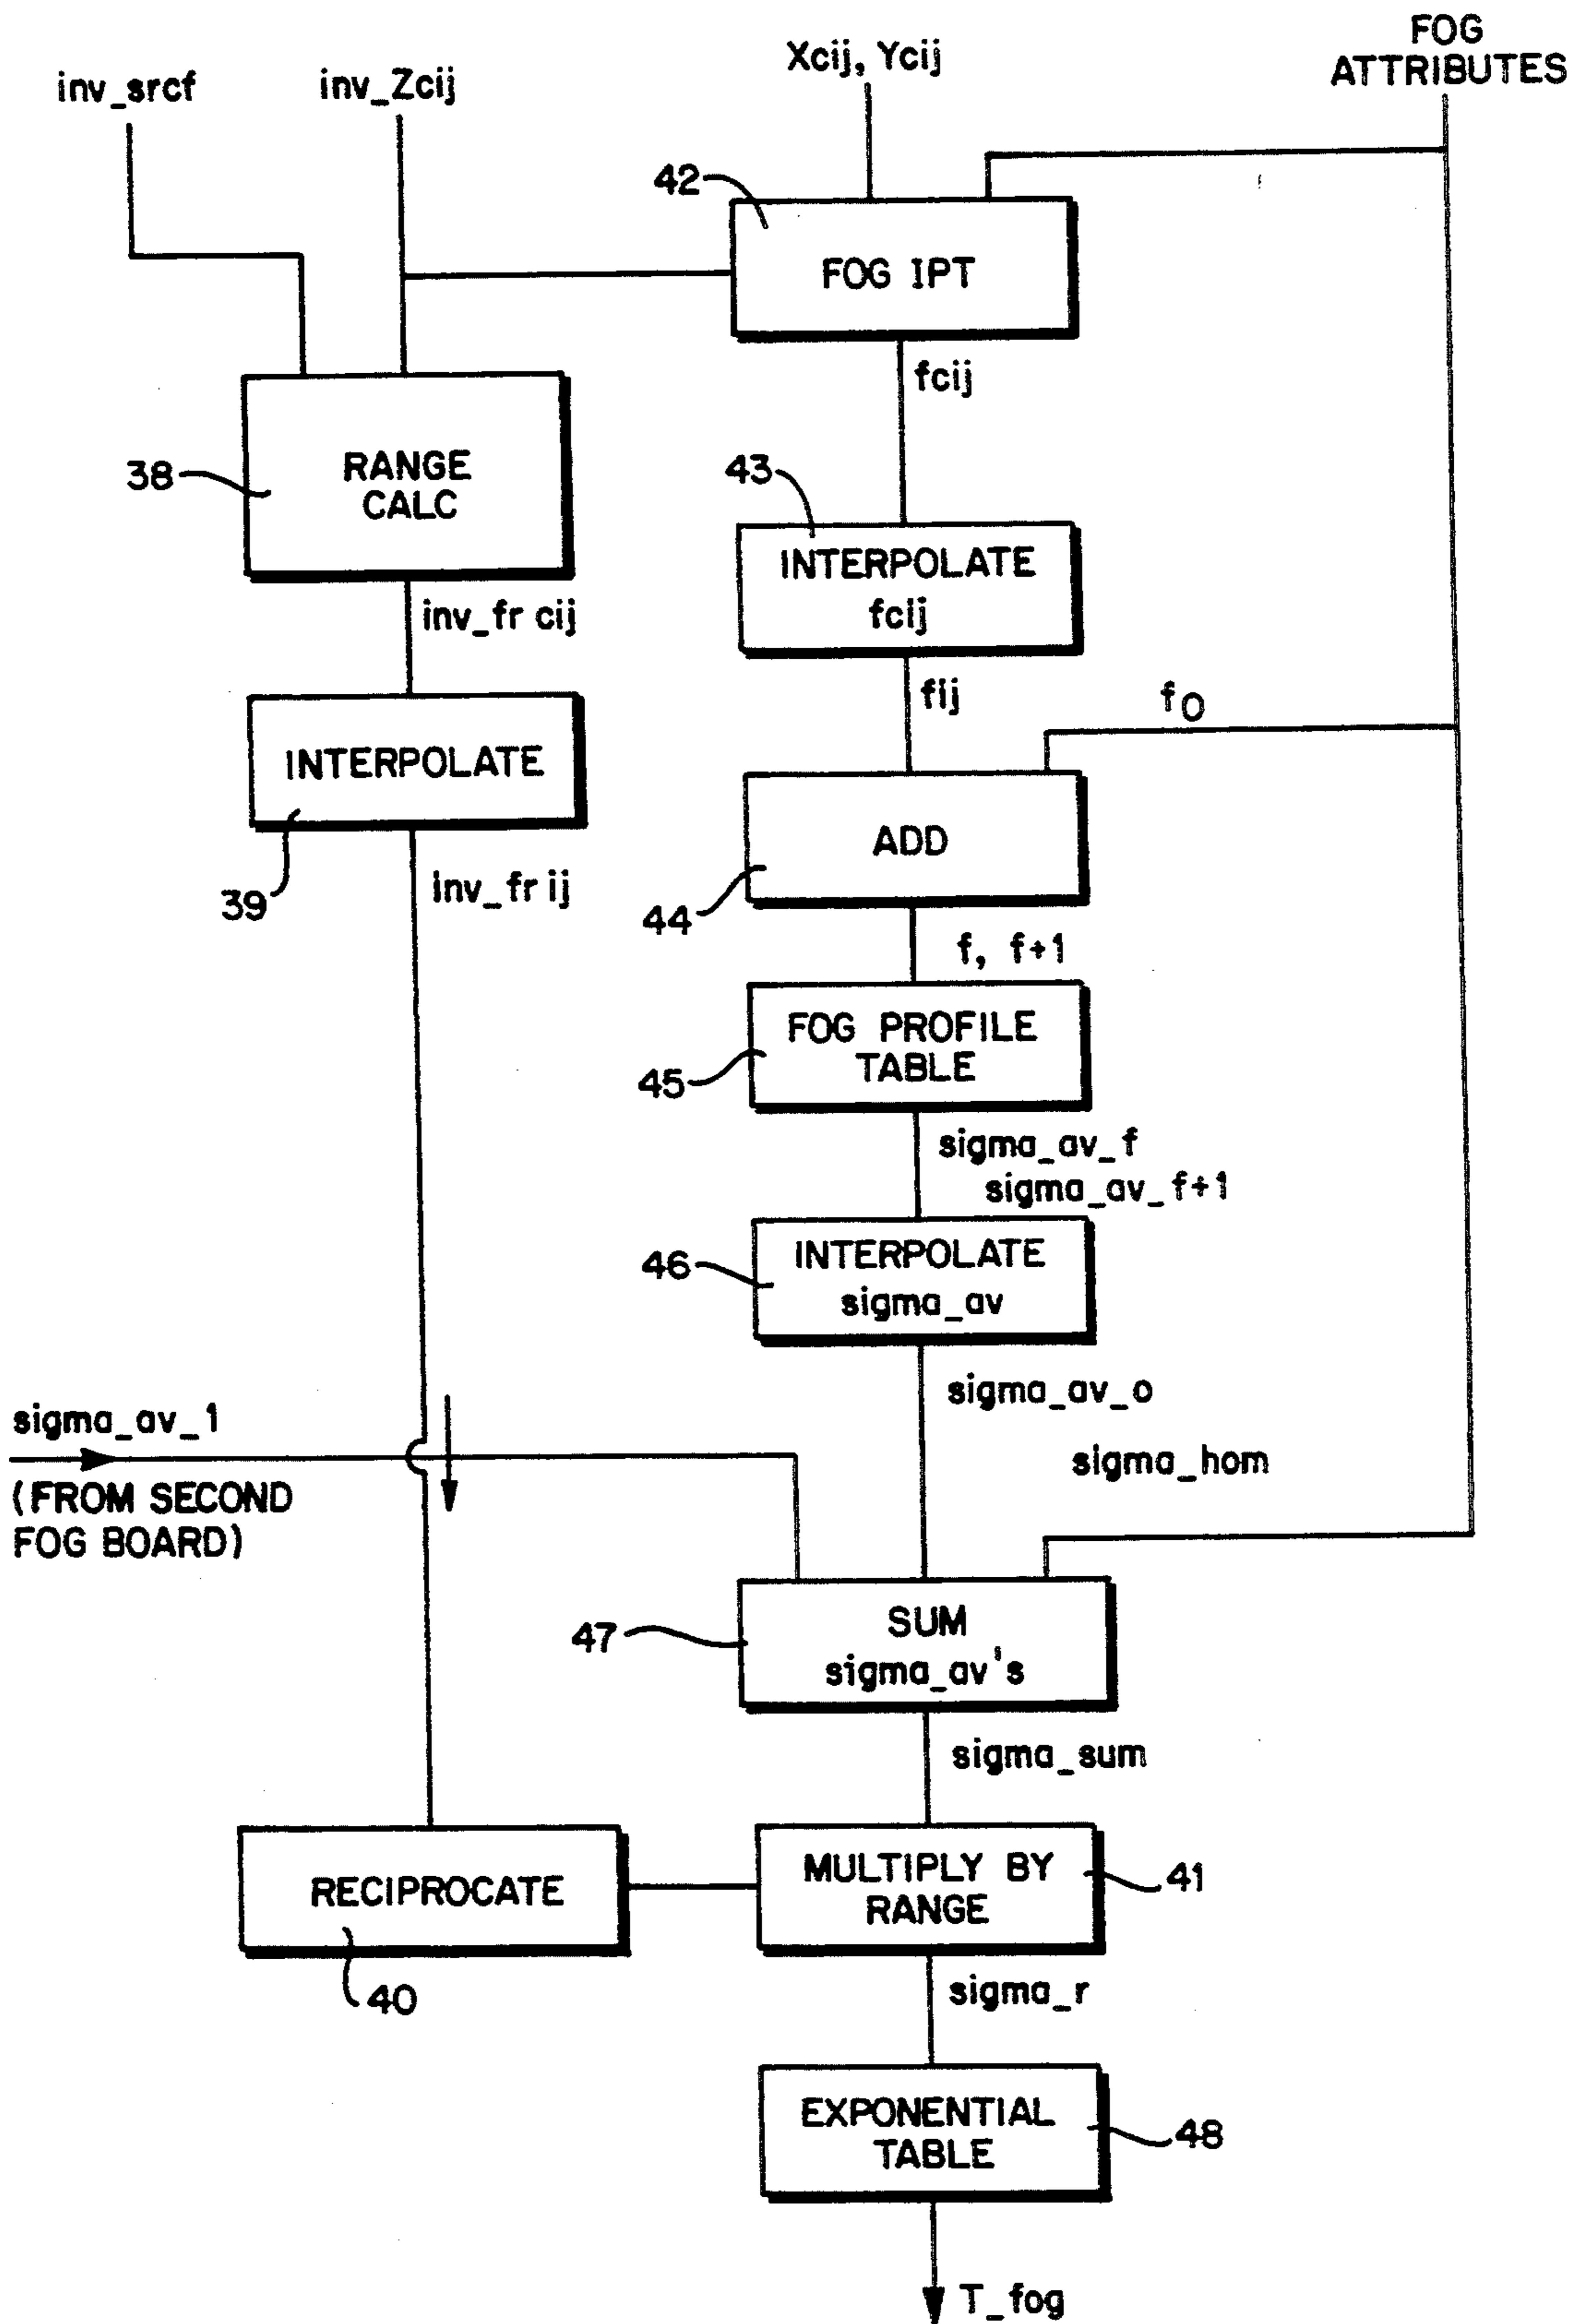 FOG
ATTRIBUTES
Xcij, Ycij
inv_srcf
inv_Zcij
42
FOG IPT
fcij
38
RANGE
CALC
43
INTERPOLATE
fcij
inv_fr cij
fij
fO
INTERPOLATE
39
inv_fr ij
ADD
44
f, f+1
FOG PROFILE
TABLE
45
sigma_av_f
sigma_av_f+1
46
INTERPOLATE
sigma_av
sigma_av_o
sigma_av_1
(FROM SECOND
FOG BOARD)
sigma_hom
47
SUM
sigma_av's
sigma_sum
RECIPROCATE
40
MULTIPLY BY
RANGE
41
sigma_r
EXPONENTIAL
TABLE
48
T_fog